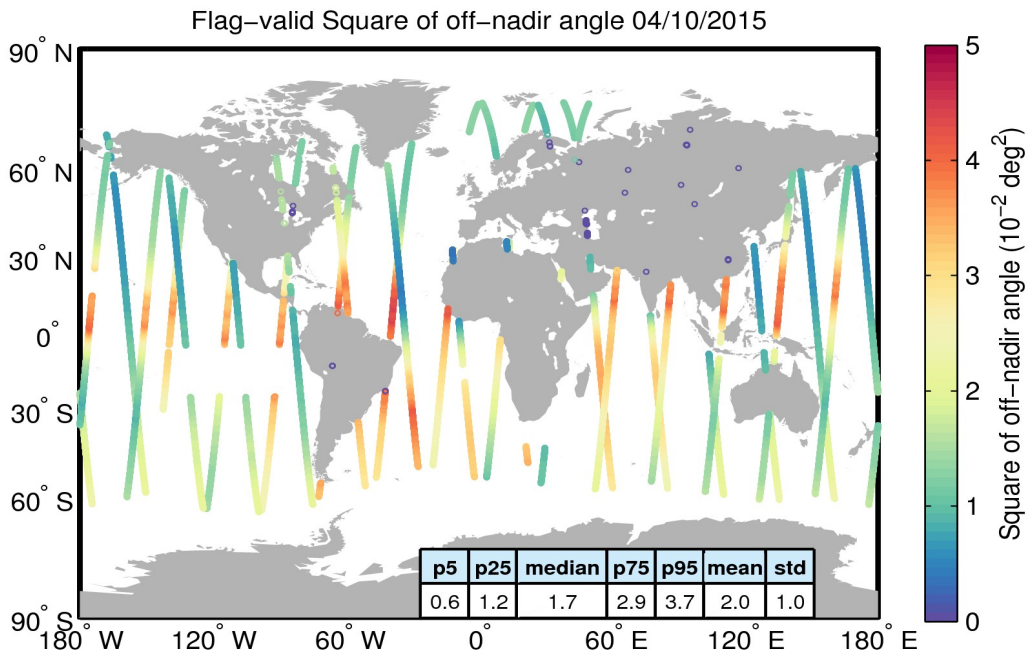 Flag−valid Square of off−nadir angle 04/10/2015
90° N
60° N
30° N
0°
30° S
60° S
90° S
180° W
120° W
60° W
0°
60° E
120° E
180° E
p5 p25 median p75 p95 mean std
0.6 1.2 1.7 2.9 3.7 2.0 1.0
5
4
3
2
1
0
Square of off−nadir angle (10⁻² deg²)